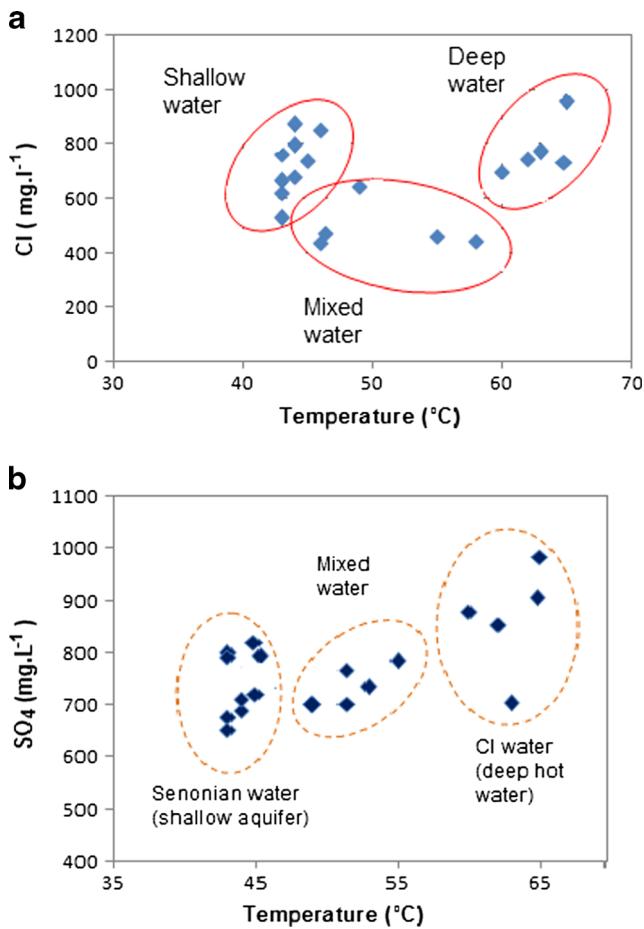 a
1200
1000
800
600
400
200
0
Cl ( mg.l-1)
Shallow
water
Deep
water
Mixed
water
30
40
50
60
70
Temperature (°C)
b
1100
1000
900
800
700
600
500
400
SO4 (mg.L-1)
Mixed
water
Senonian water
(shallow aquifer)
CI water
(deep hot
water)
35
45
55
65
Temperature (°C)